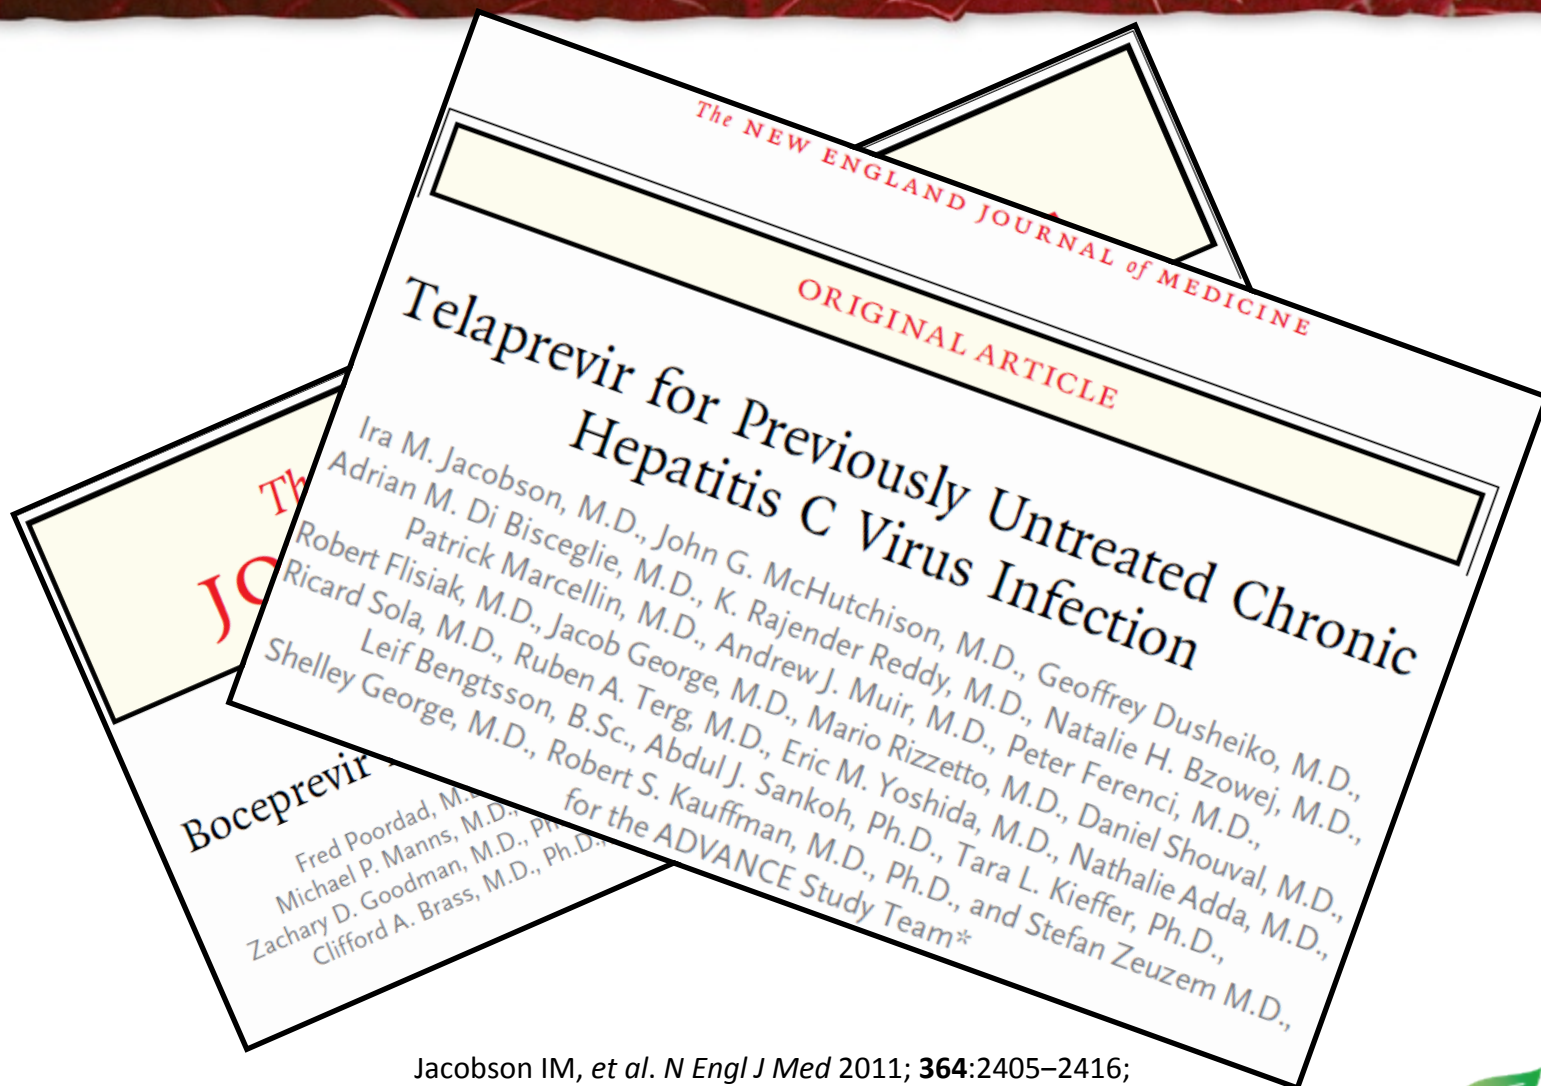 The NEW ENGLAND JOURNAL of MEDICINE
ORIGINAL ARTICLE
Telaprevir for Previously Untreated Chronic
Hepatitis C Virus Infection
Ira M. Jacobson, M.D., John G. McHutchison, M.D., Geoffrey Dusheiko, M.D.,
Adrian M. Di Bisceglie, M.D., K. Rajender Reddy, M.D., Natalie H. Bzowej, M.D.,
Patrick Marcellin, M.D., Andrew J. Muir, M.D., Peter Ferenci, M.D.,
Robert Flisiak, M.D., Jacob George, M.D., Mario Rizzetto, M.D., Daniel Shouval, M.D.,
Ricard Sola, M.D., Ruben A. Terg, M.D., Eric M. Yoshida, M.D., Nathalie Adda, M.D.,
Leif Bengtsson, B.Sc., Abdul J. Sankoh, Ph.D., Tara L. Kieffer, Ph.D.,
Shelley George, M.D., Robert S. Kauffman, M.D., Ph.D., and Stefan Zeuzem M.D.,
for the ADVANCE Study Team*
Th
JO
Boceprevir
Fred Poordad, M.
Michael P. Manns, M.D.,
Zachary D. Goodman, M.D., Ph
Clifford A. Brass, M.D., Ph.D.,
Jacobson IM, et al. N Engl J Med 2011; 364:2405–2416;